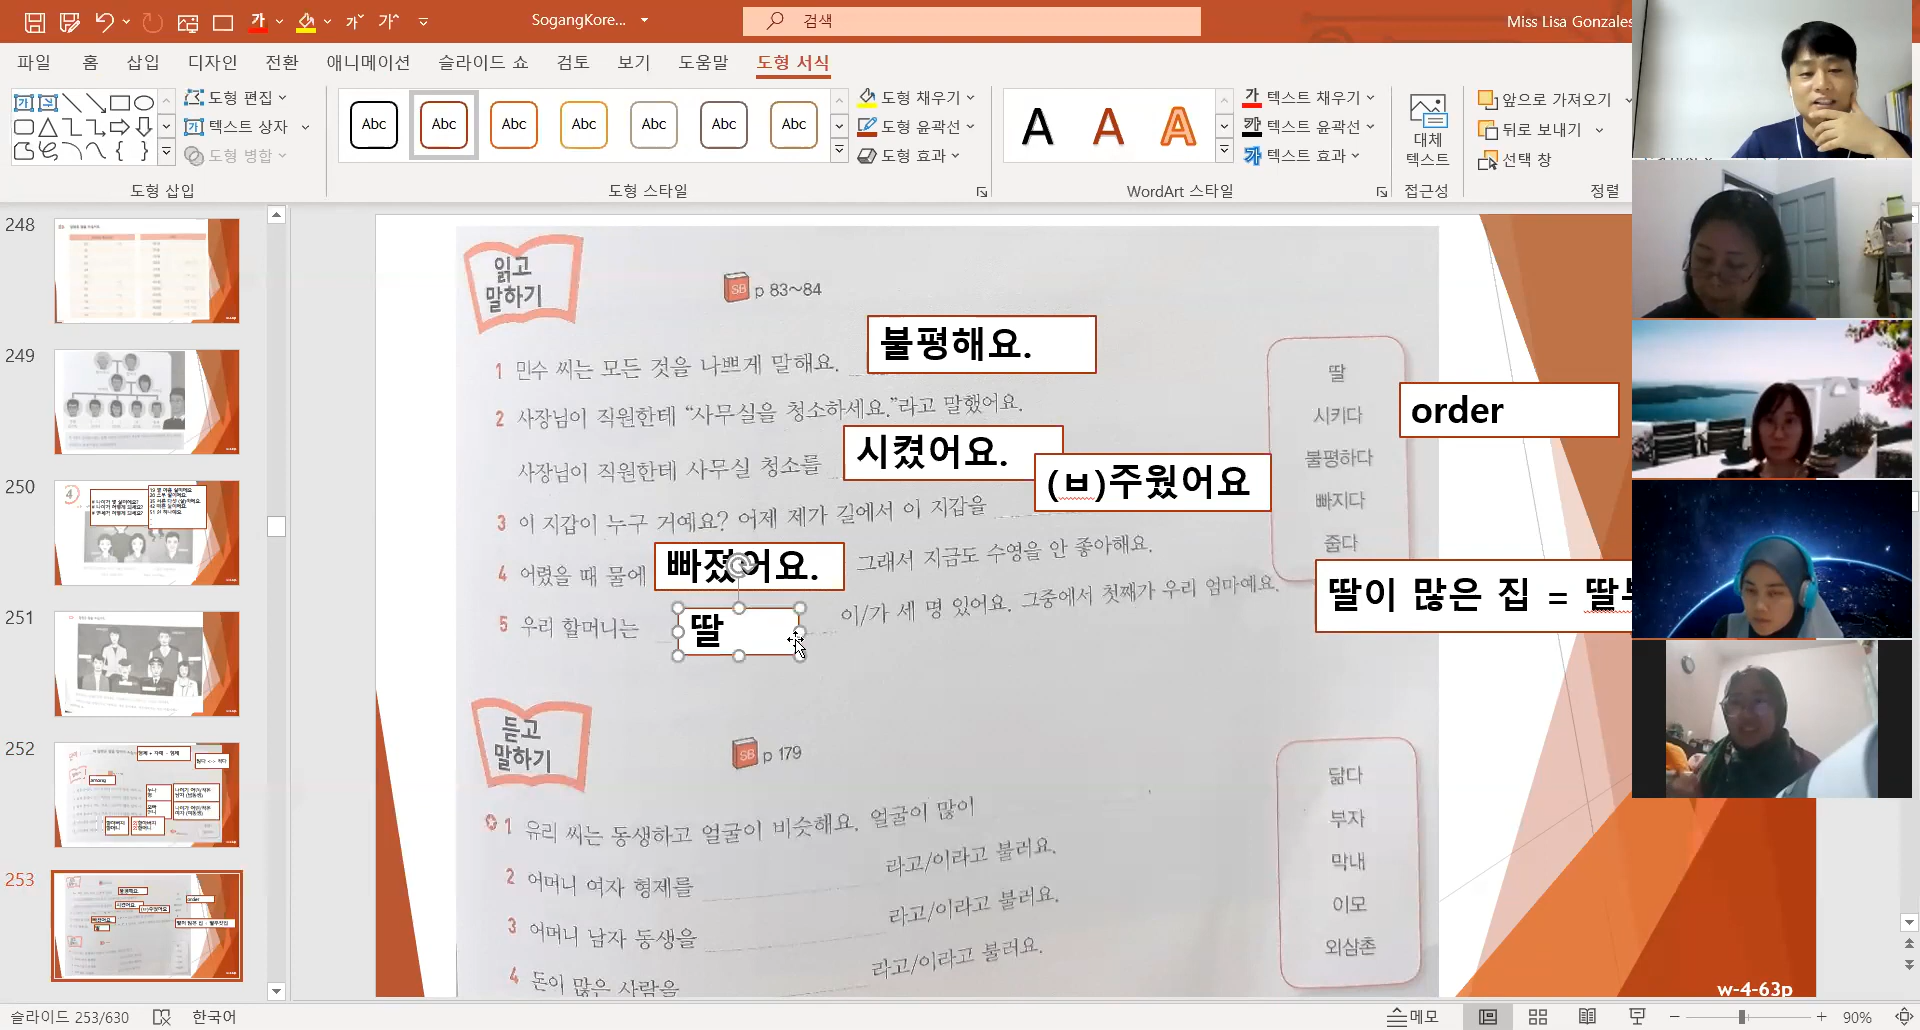 SogangKore...
검색
Miss Lisa Gonzales
파일 홈 삽입 디자인 전환 애니메이션 슬라이드 쇼 검토 보기 도움말 도형 서식
도형 편집
텍스트 상자
도형 병합
도형 삽입
Abc Abc Abc Abc Abc Abc Abc
도형 채우기
도형 윤곽선
도형 효과
도형 스타일
A A A
텍스트 채우기
텍스트 윤곽선
텍스트 효과
WordArt 스타일
대체
텍스트
접근성
앞으로 가져오기
뒤로 보내기
선택 창
정렬
248
249
250
251
252
253
읽고
말하기
SB p 83~84
불평해요.
1 민수 씨는 모든 것을 나쁘게 말해요.
2 사장님이 직원한테 “사무실을 청소하세요.”라고 말했어요.
사장님이 직원한테 사무실 청소를
시켰어요.
(ㅂ)주웠어요
3 이 지갑이 누구 거예요? 어제 제가 길에서 이 지갑을
4 어렸을 때 물에 빠졌어요. 그래서 지금도 수영을 안 좋아해요.
5 우리 할머니는 딸 이/가 세 명 있어요. 그중에서 첫째가 우리 엄마예요.
딸
시키다
불평하다
빠지다
줍다
order
딸이 많은 집 = 딸
듣고
말하기
SB p 179
1 유리 씨는 동생하고 얼굴이 비슷해요. 얼굴이 많이
2 어머니 여자 형제를 라고/이라고 불러요.
3 어머니 남자 동생을 라고/이라고 불러요.
4 돈이 많은 사람을 라고/이라고 불러요.
닮다
부자
막내
이모
외삼촌
w-4-63p
슬라이드 253/630
한국어
메모
90%